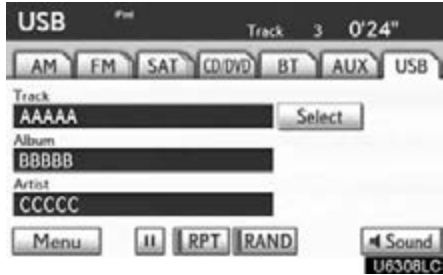 USB iPod Track 3 0'24"
AM FM SAT CD/DVD BT AUX USB
Track
AAAAA Select
Album
BBBBB
Artist
CCCCC
Menu II RPT RAND Sound
U6308LC